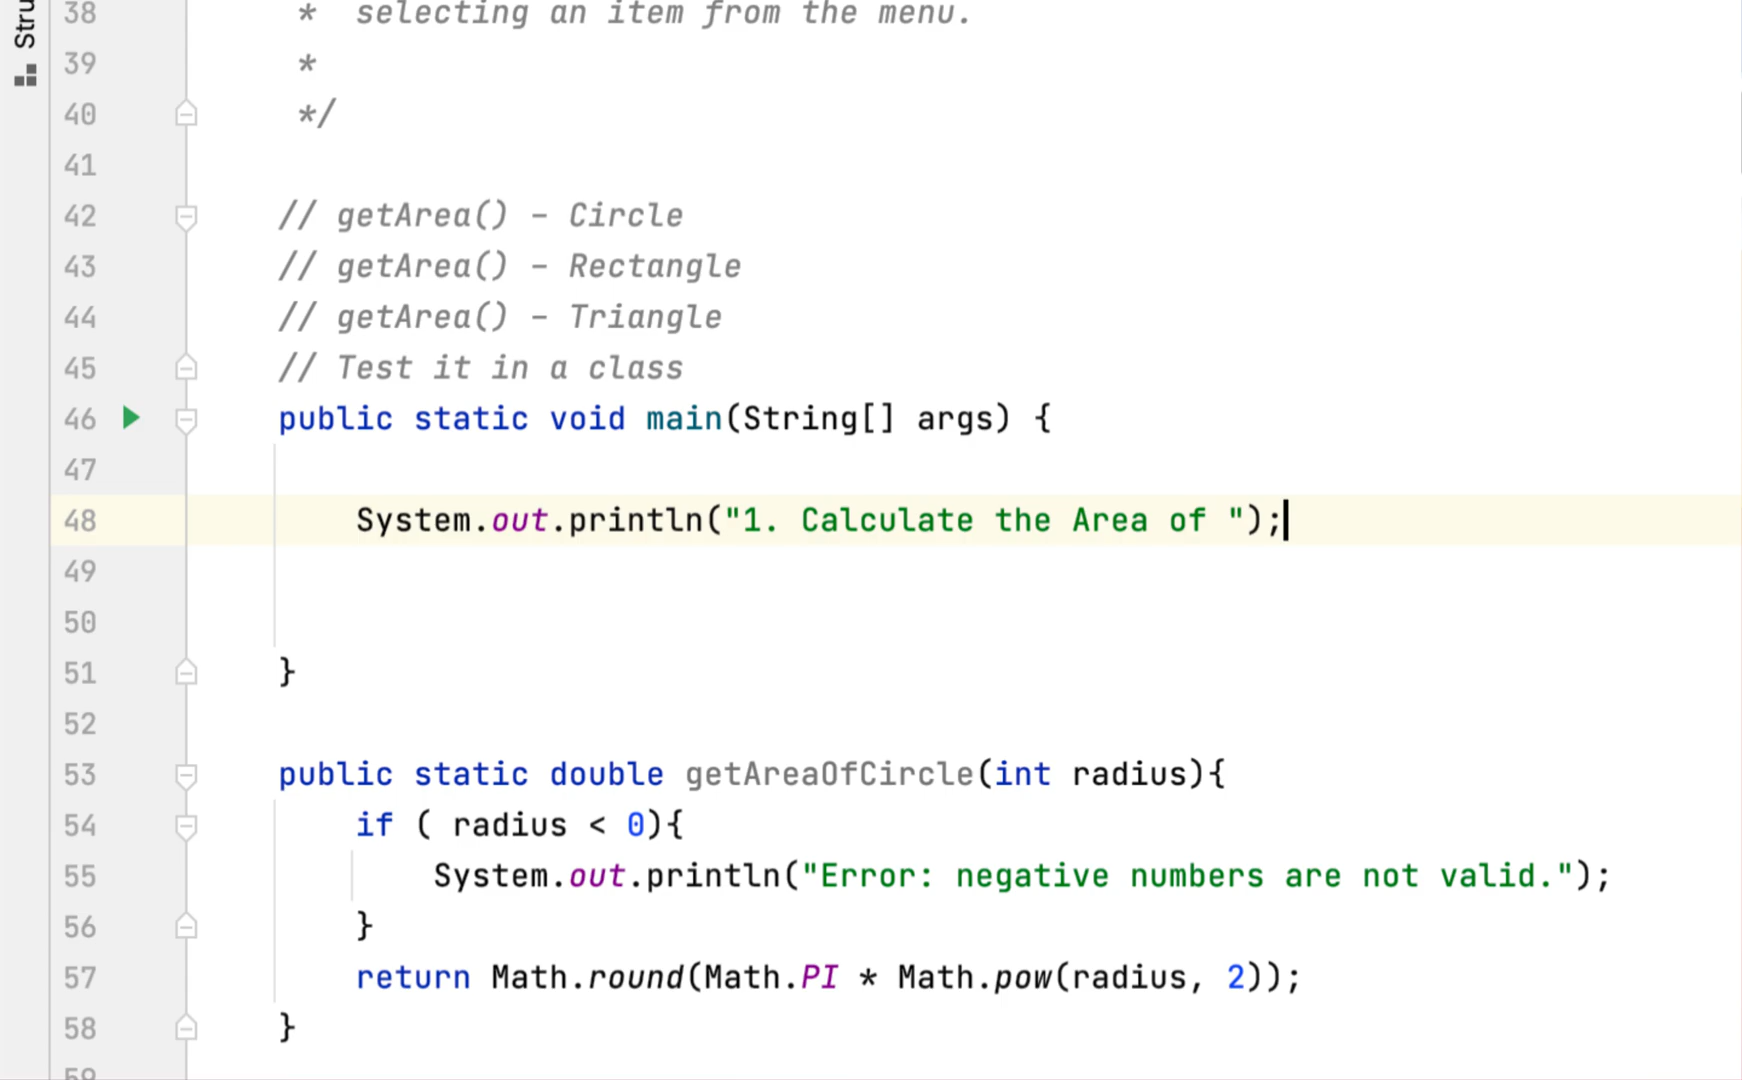 Stru
38 * selecting an item from the menu.
39 *
40 */
41
42 // getArea() – Circle
43 // getArea() – Rectangle
44 // getArea() – Triangle
45 // Test it in a class
46 public static void main(String[] args) {
47
48 System.out.println("1. Calculate the Area of ");
49
50
51 }
52
53 public static double getAreaOfCircle(int radius){
54 if ( radius < 0){
55 System.out.println("Error: negative numbers are not valid.");
56 }
57 return Math.round(Math.PI * Math.pow(radius, 2));
58 }
59